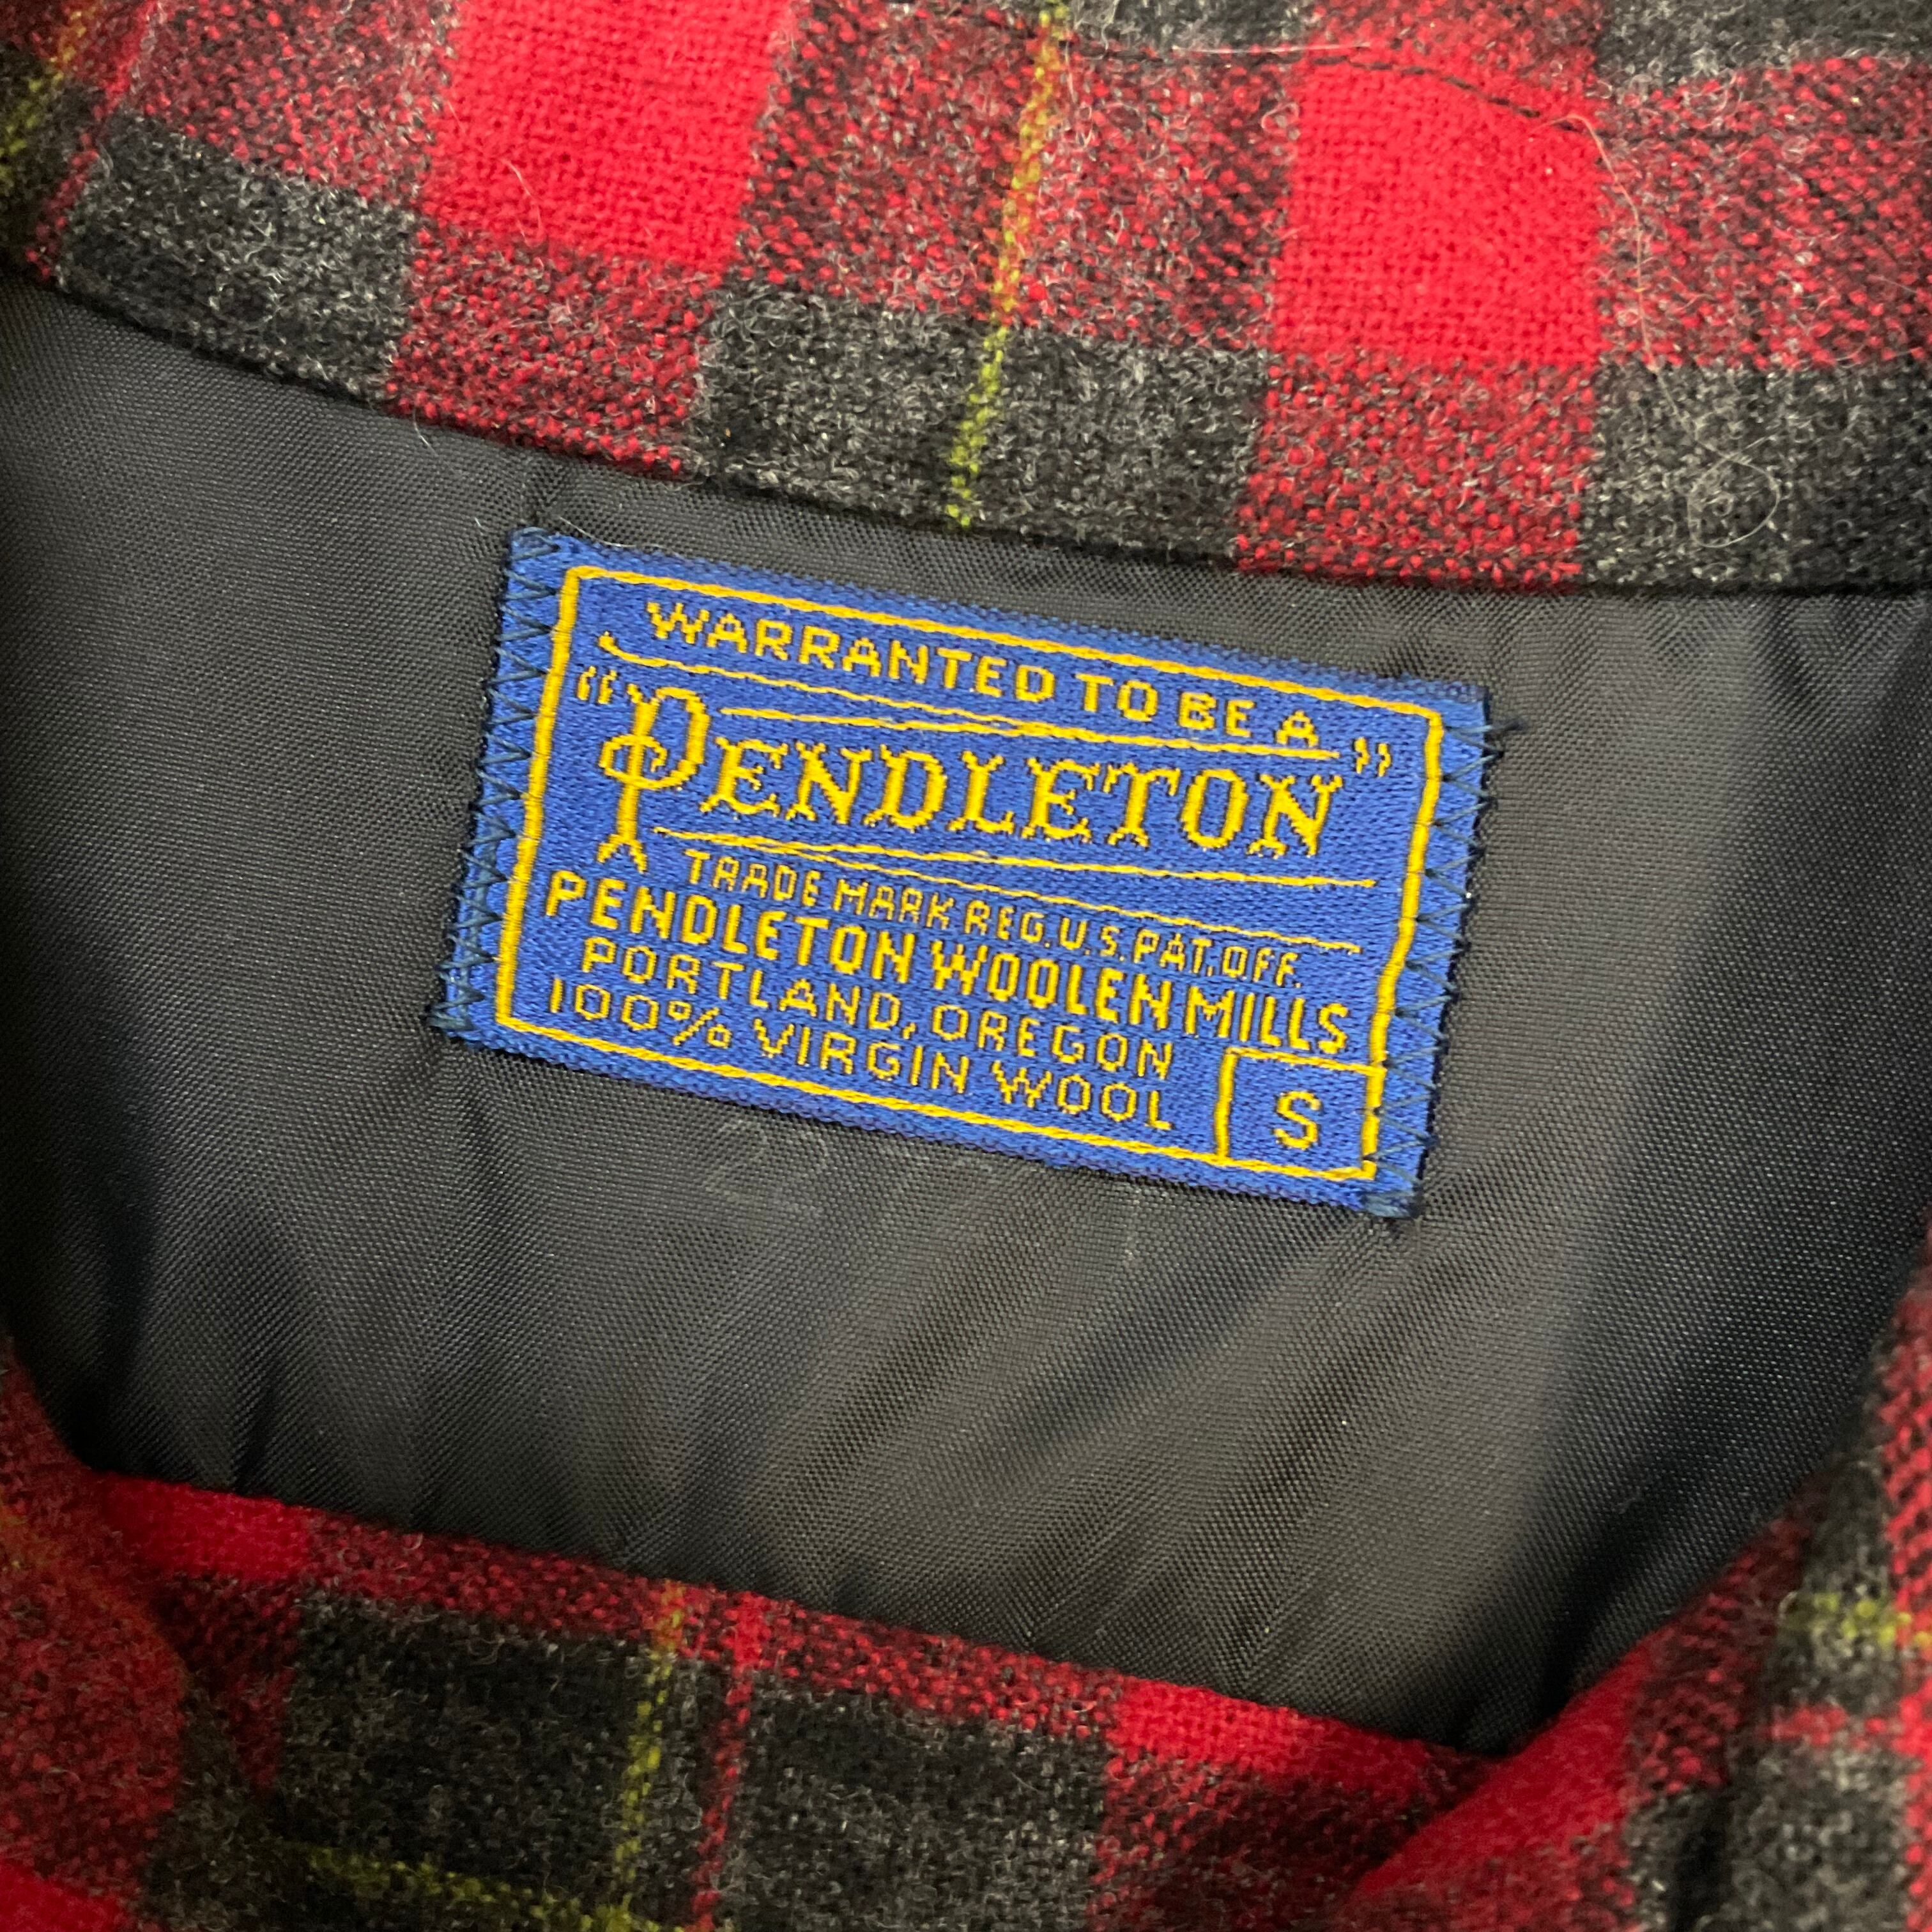 WARRANTED TO BE A
"PENDLETON"
TRADE MARK REG. U.S. PAT. OFF.
PENDLETON WOOLEN MILLS
PORTLAND, OREGON
100% VIRGIN WOOL
S